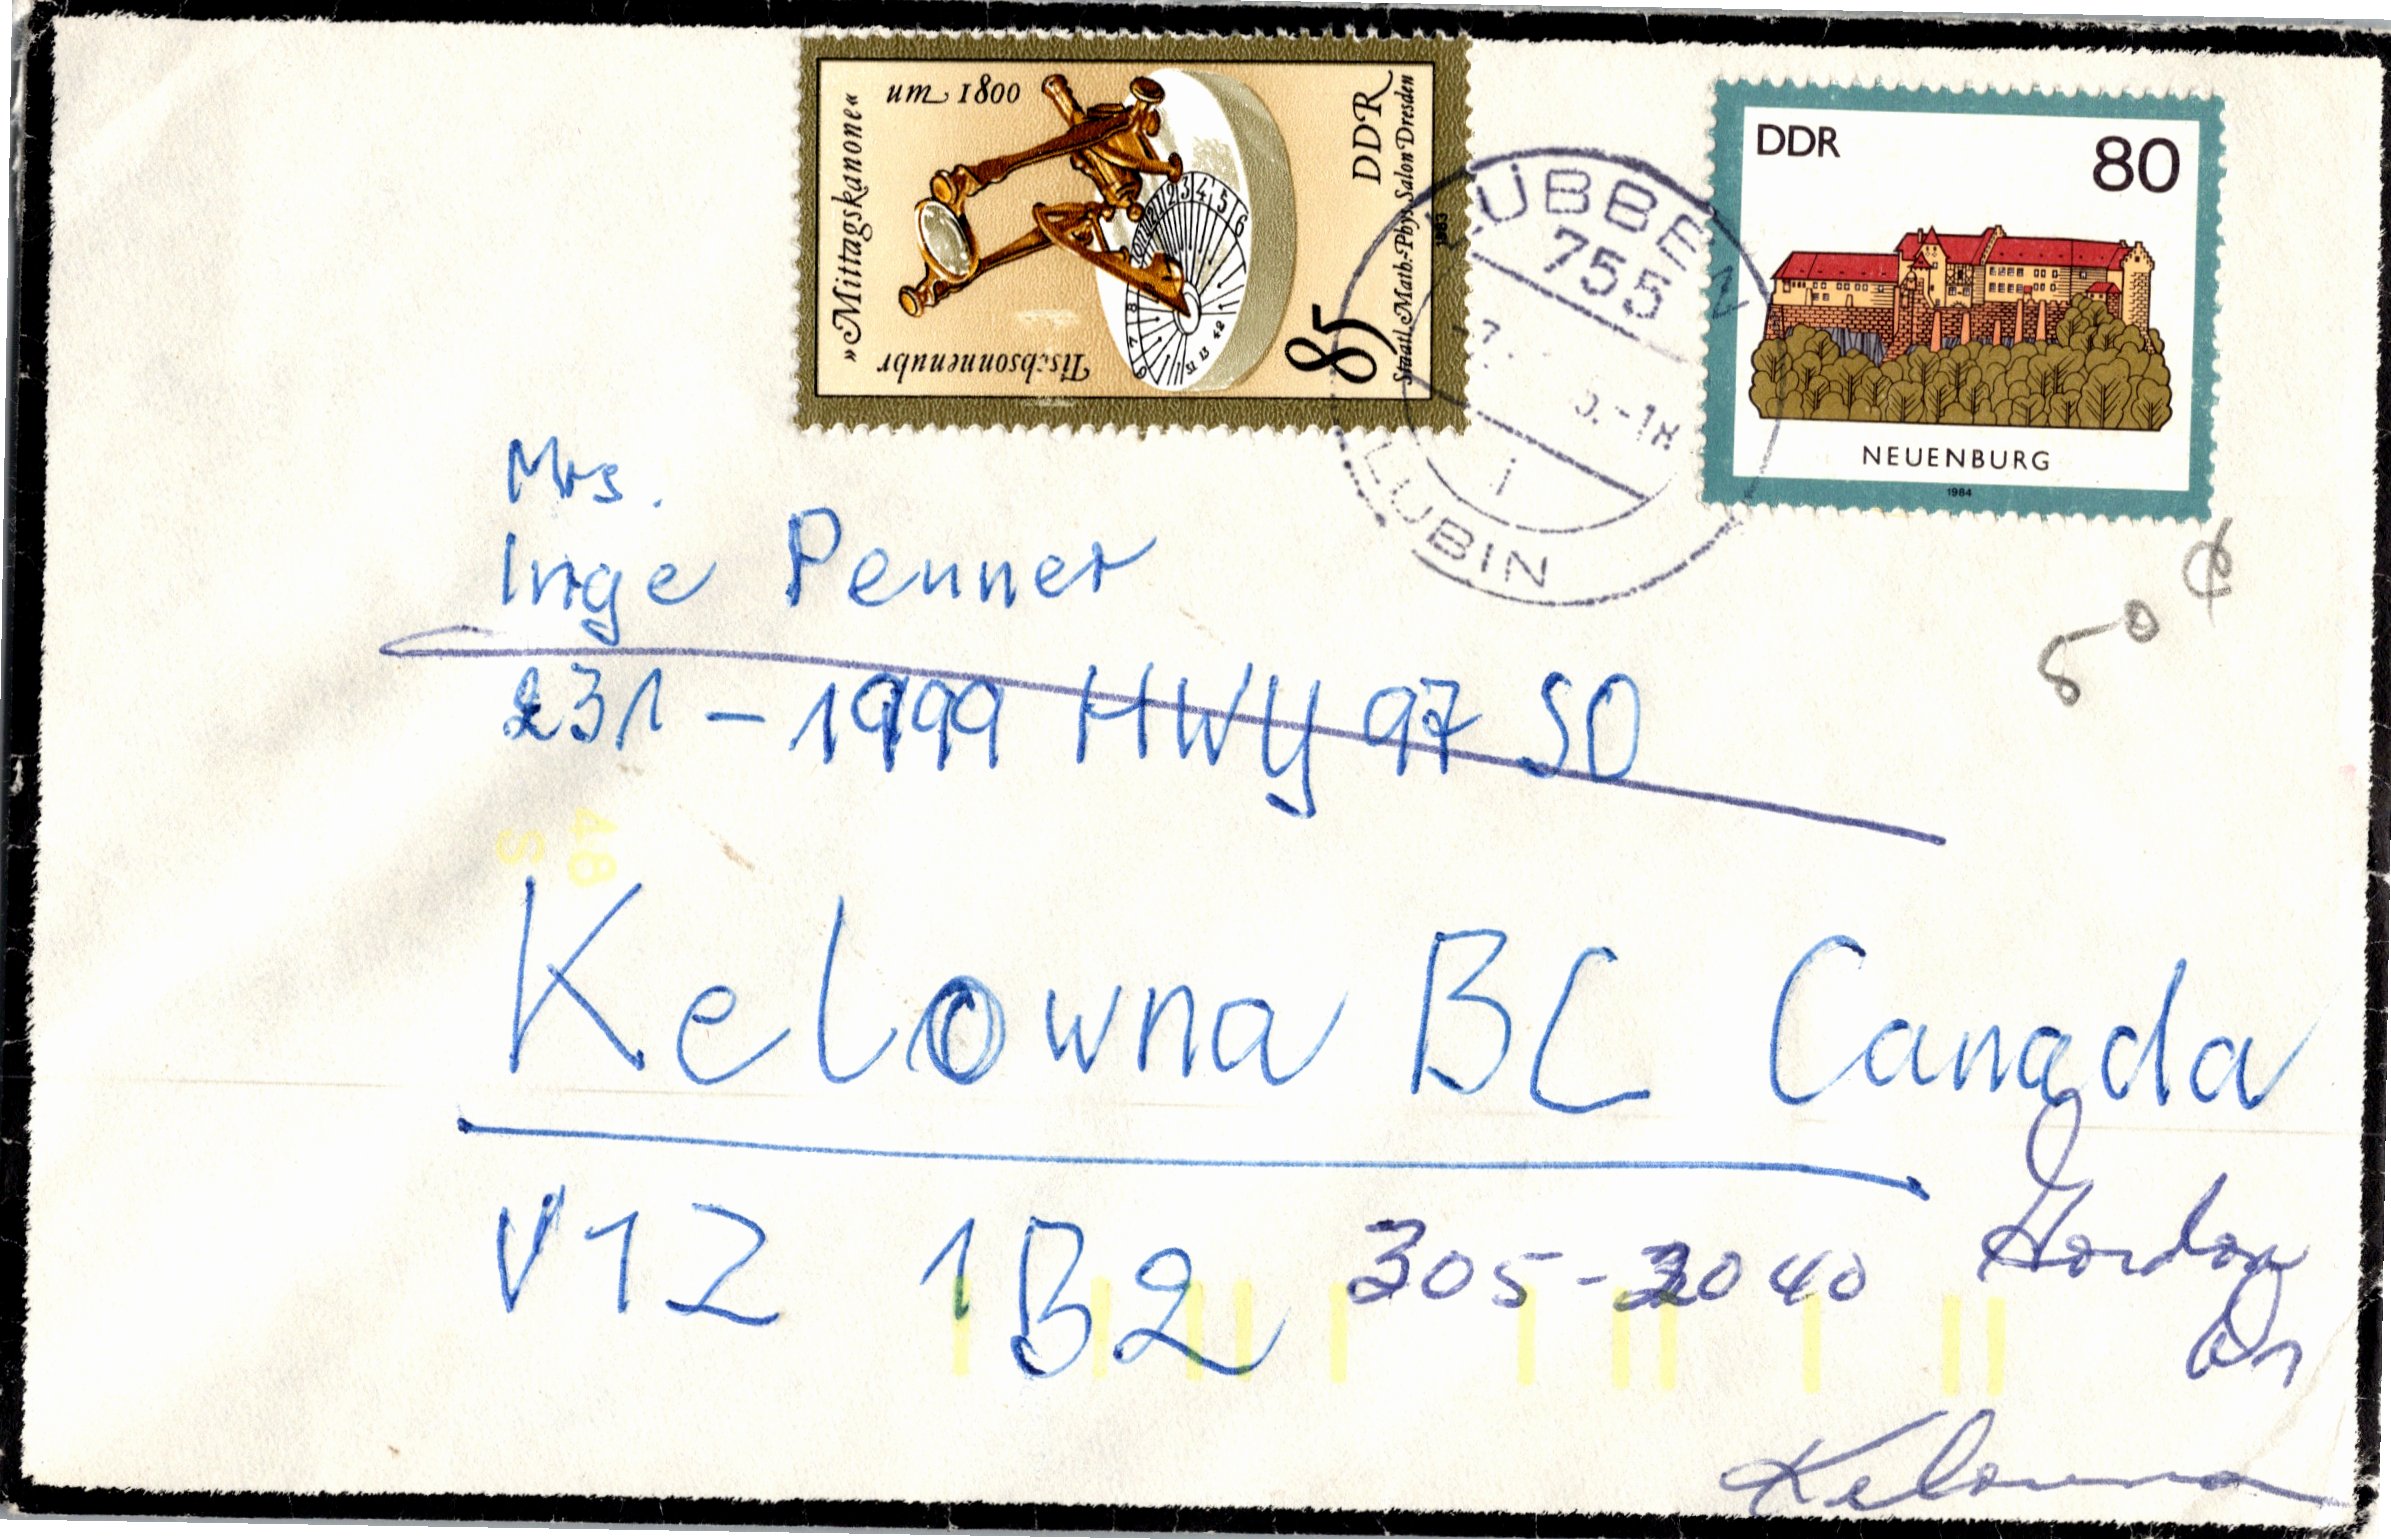 »Mittagskanone«
um 1800
Tischsonnenuhr
85
DDR
Staatl. Math.-Phys. Salon Dresden
1983
DDR
80
NEUENBURG
1984
LÜBBEN
755
i
LUBIN
50 ¢
Mrs.
Inge Penner
231 - 1999 HWY 97 SO
48
S
Kelowna BC Canada
V1Z 1B2
305-2040 Gordon
Dr
Kelowna